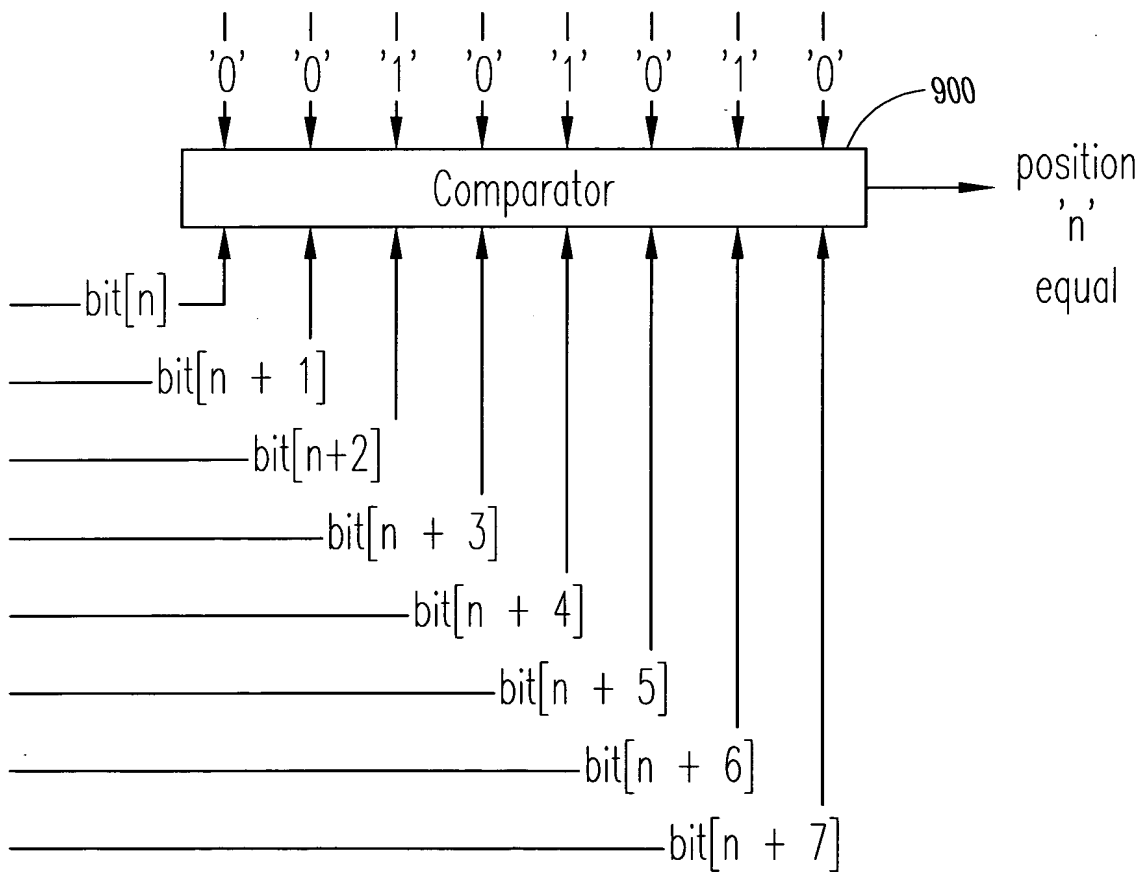 '0' '0' '1' '0' '1' '0' '1' '0'
900
Comparator
position
'n'
equal
bit[n]
bit[n + 1]
bit[n+2]
bit[n + 3]
bit[n + 4]
bit[n + 5]
bit[n + 6]
bit[n + 7]